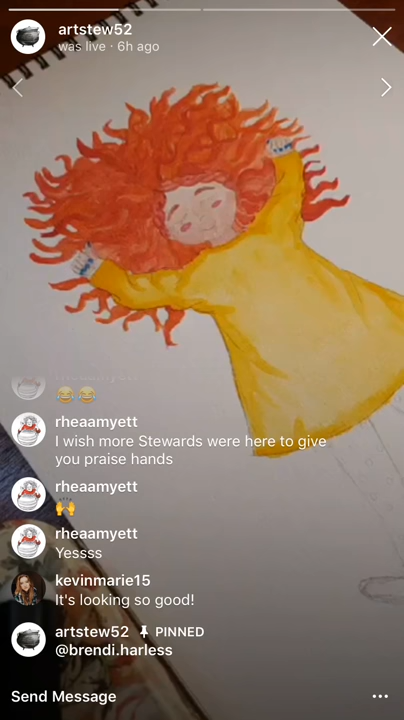 artstew52
was live · 6h ago
😂 😂
rheaamyett
I wish more Stewards were here to give
you praise hands
rheaamyett
🙌
rheaamyett
Yessss
kevinmarie15
It's looking so good!
artstew52 PINNED
@brendi.harless
Send Message